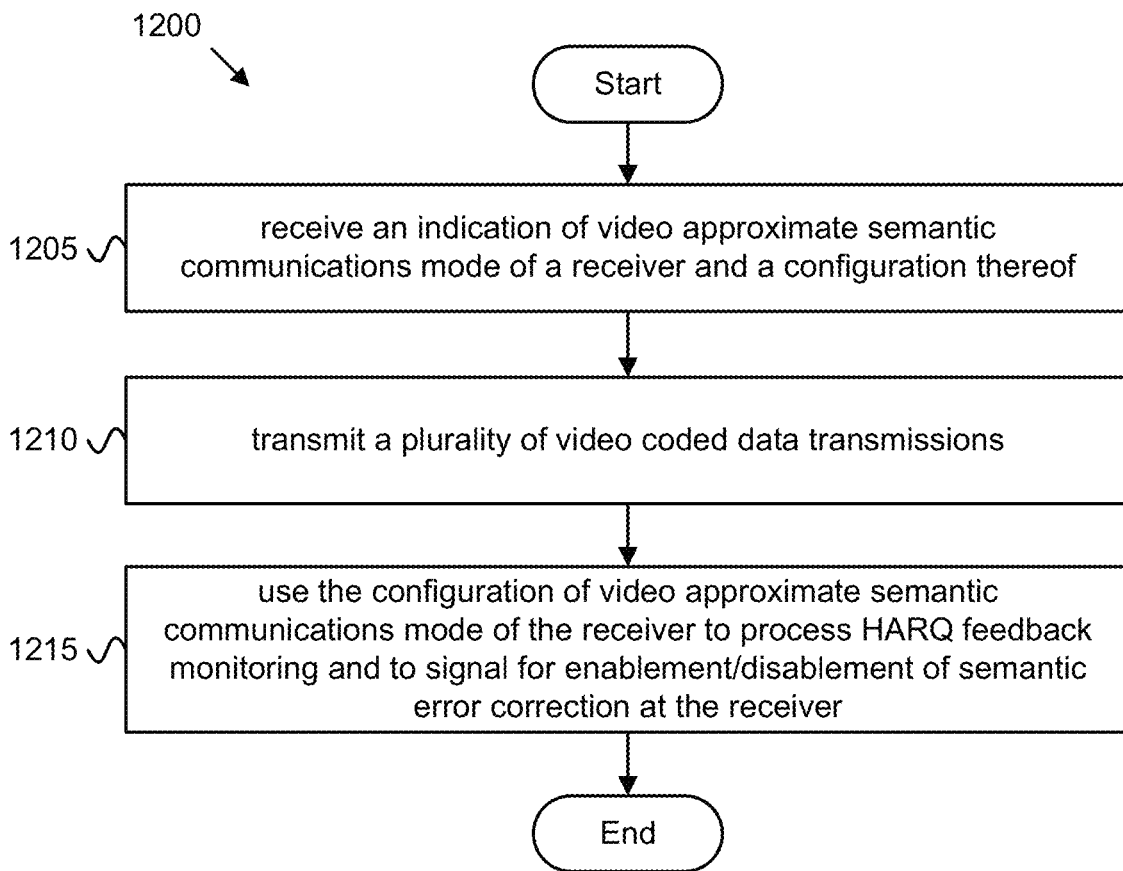 1200
Start
1205
receive an indication of video approximate semantic
communications mode of a receiver and a configuration thereof
1210
transmit a plurality of video coded data transmissions
1215
use the configuration of video approximate semantic
communications mode of the receiver to process HARQ feedback
monitoring and to signal for enablement/disablement of semantic
error correction at the receiver
End